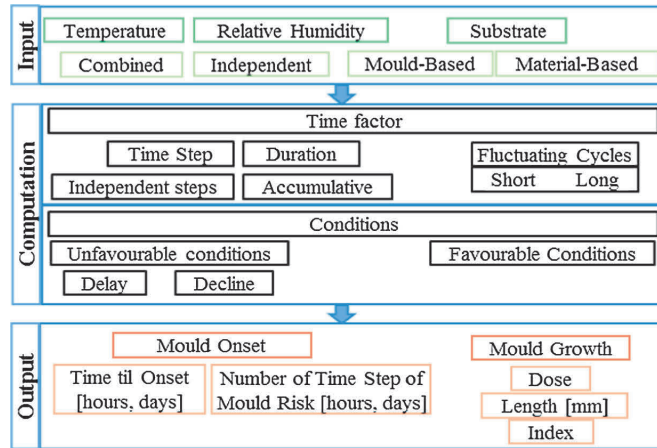 Input
Temperature
Relative Humidity
Substrate
Combined
Independent
Mould-Based
Material-Based
Computation
Time factor
Time Step
Duration
Fluctuating Cycles
Independent steps
Accumulative
Short Long
Conditions
Unfavourable conditions
Favourable Conditions
Delay
Decline
Output
Mould Onset
Mould Growth
Time til Onset
[hours, days]
Number of Time Step of
Mould Risk [hours, days]
Dose
Length [mm]
Index